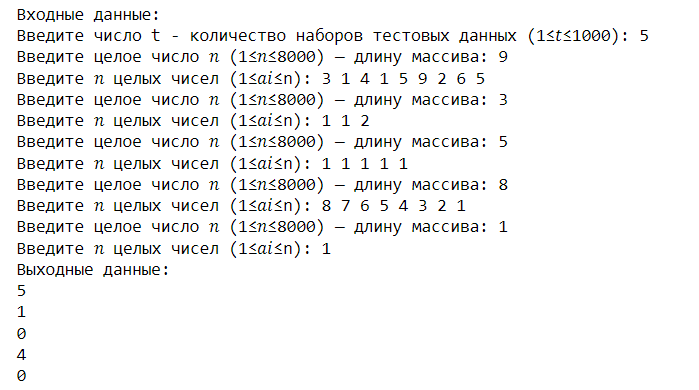 Входные данные:
Введите число t - количество наборов тестовых данных (1≤t≤1000): 5
Введите целое число n (1≤n≤8000) — длину массива: 9
Введите n целых чисел (1≤ai≤n): 3 1 4 1 5 9 2 6 5
Введите целое число n (1≤n≤8000) — длину массива: 3
Введите n целых чисел (1≤ai≤n): 1 1 2
Введите целое число n (1≤n≤8000) — длину массива: 5
Введите n целых чисел (1≤ai≤n): 1 1 1 1 1
Введите целое число n (1≤n≤8000) — длину массива: 8
Введите n целых чисел (1≤ai≤n): 8 7 6 5 4 3 2 1
Введите целое число n (1≤n≤8000) — длину массива: 1
Введите n целых чисел (1≤ai≤n): 1
Выходные данные:
5
1
0
4
0